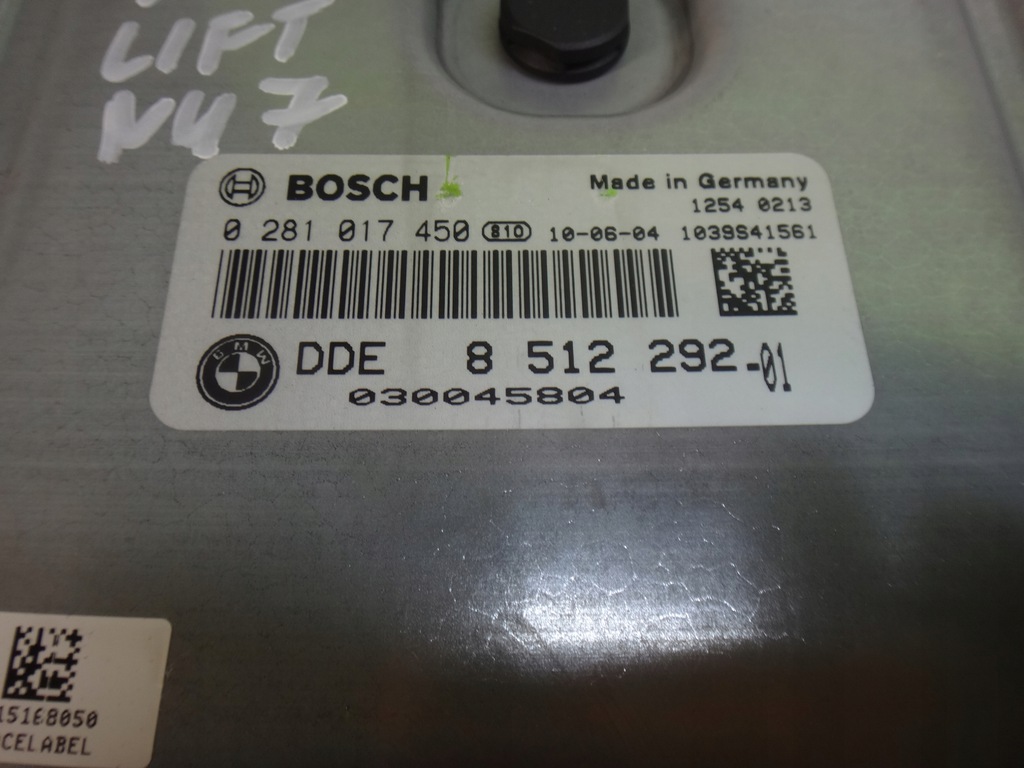 LIFT
N47
BOSCH
Made in Germany
1254 0213
0 281 017 450 810 10-06-04 1039S41561
BMW
DDE 8 512 292-01
030045804
15168050
CELABEL